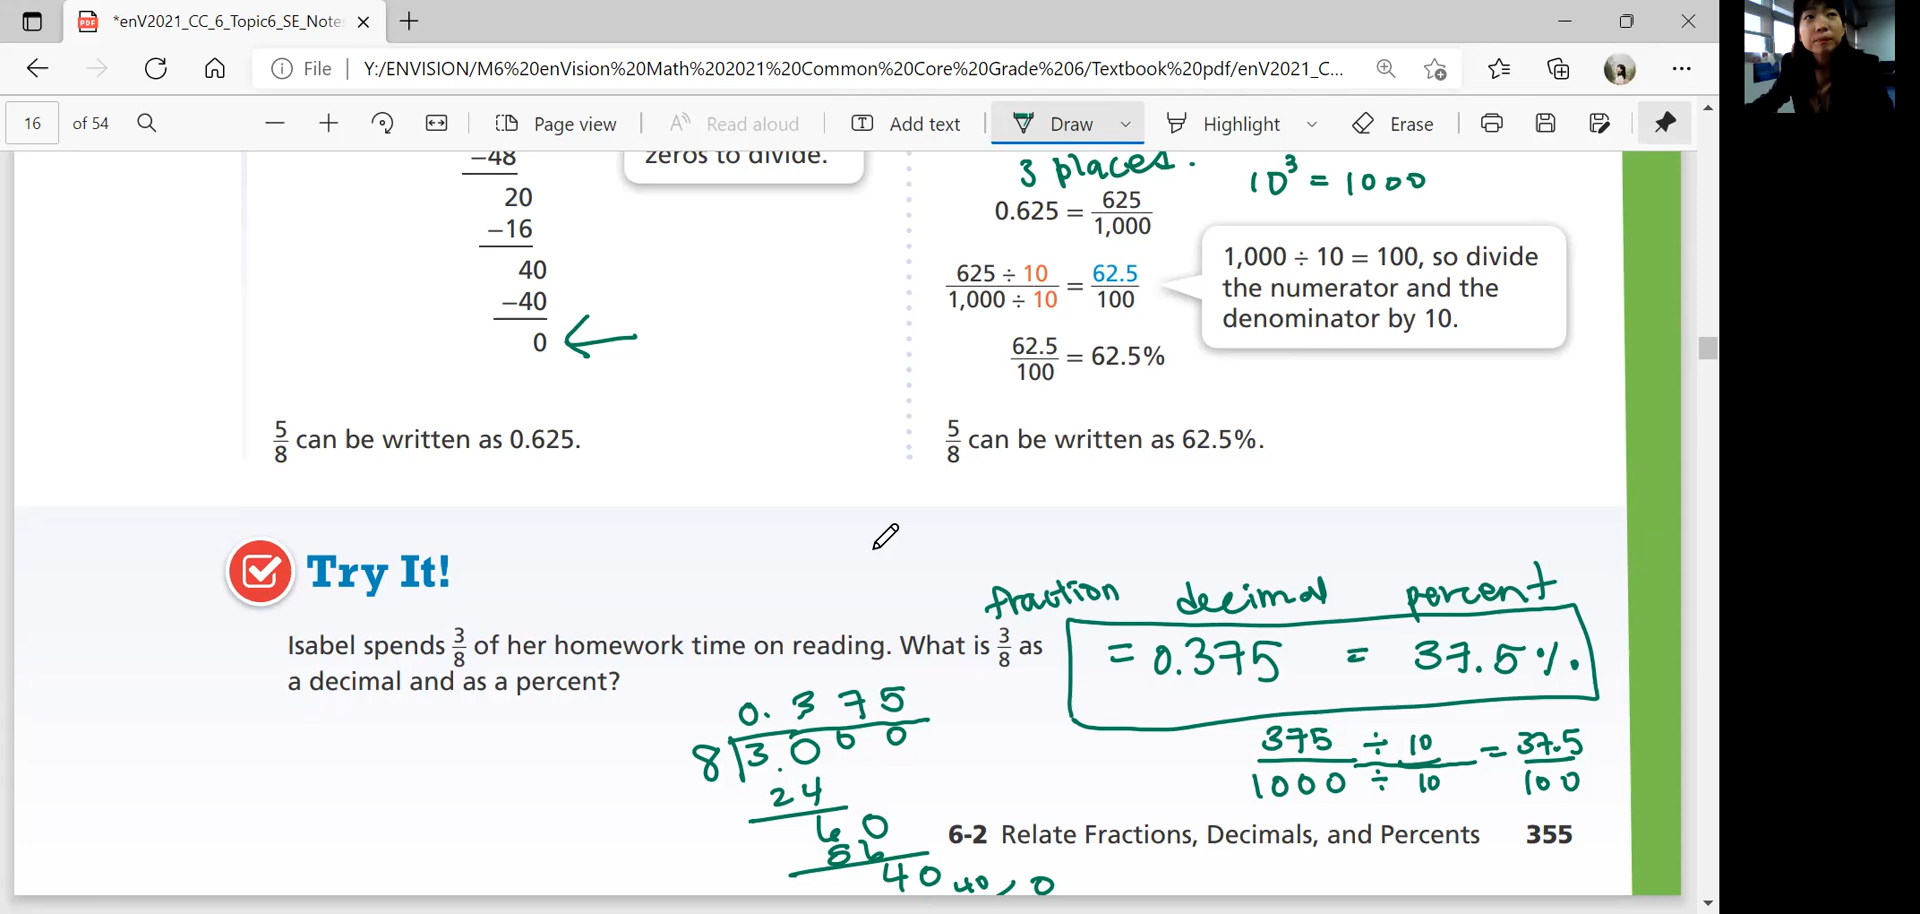 *enV2021_CC_6_Topic6_SE_Notes
File Y:/ENVISION/M6%20enVision%20Math%202021%20Common%20Core%20Grade%206/Textbook%20pdf/enV2021_C...
16 of 54 Page view Read aloud Add text Draw Highlight Erase
−48
20
−16
40
−40
0
zeros to divide.
5/8 can be written as 0.625.
3 places.
10³ = 1000
0.625 = 625/1,000
625 ÷ 10/1,000 ÷ 10 = 62.5/100
1,000 ÷ 10 = 100, so divide
the numerator and the
denominator by 10.
62.5/100 = 62.5%
5/8 can be written as 62.5%.
Try It!
Isabel spends 3/8 of her homework time on reading. What is 3/8 as
a decimal and as a percent?
fraction decimal percent
= 0.375 = 37.5%.
375/1000 ÷ 10/÷ 10 = 37.5/100
0.375
8 3.000
24
60
56
40 40, 0
6-2 Relate Fractions, Decimals, and Percents 355